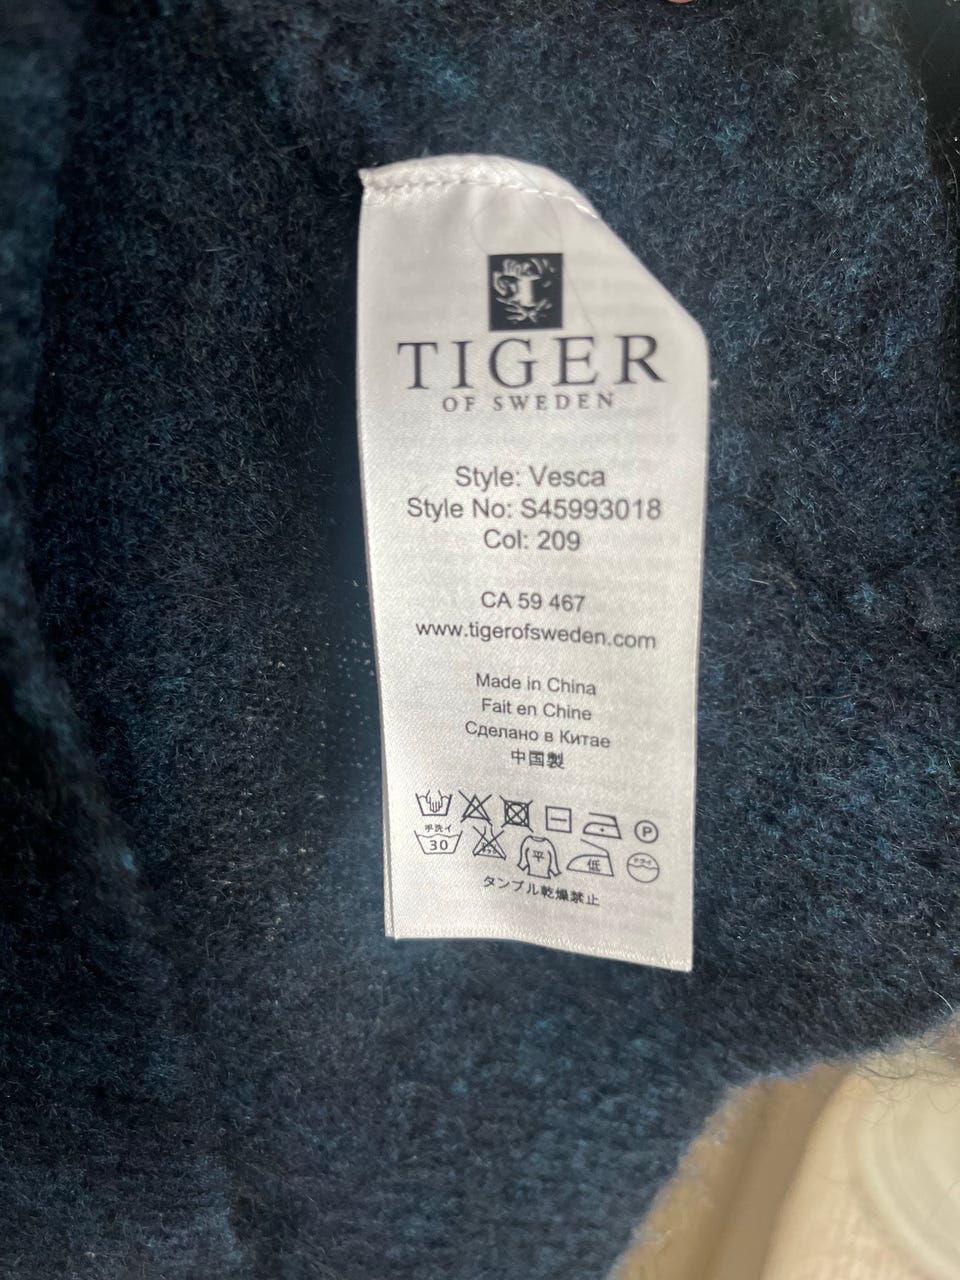 TIGER
OF SWEDEN
Style: Vesca
Style No: S45993018
Col: 209
CA 59 467
www.tigerofsweden.com
Made in China
Fait en Chine
Сделано в Китае
中国製
P
手洗イ
30 平 低 ドライ
タンブル乾燥禁止